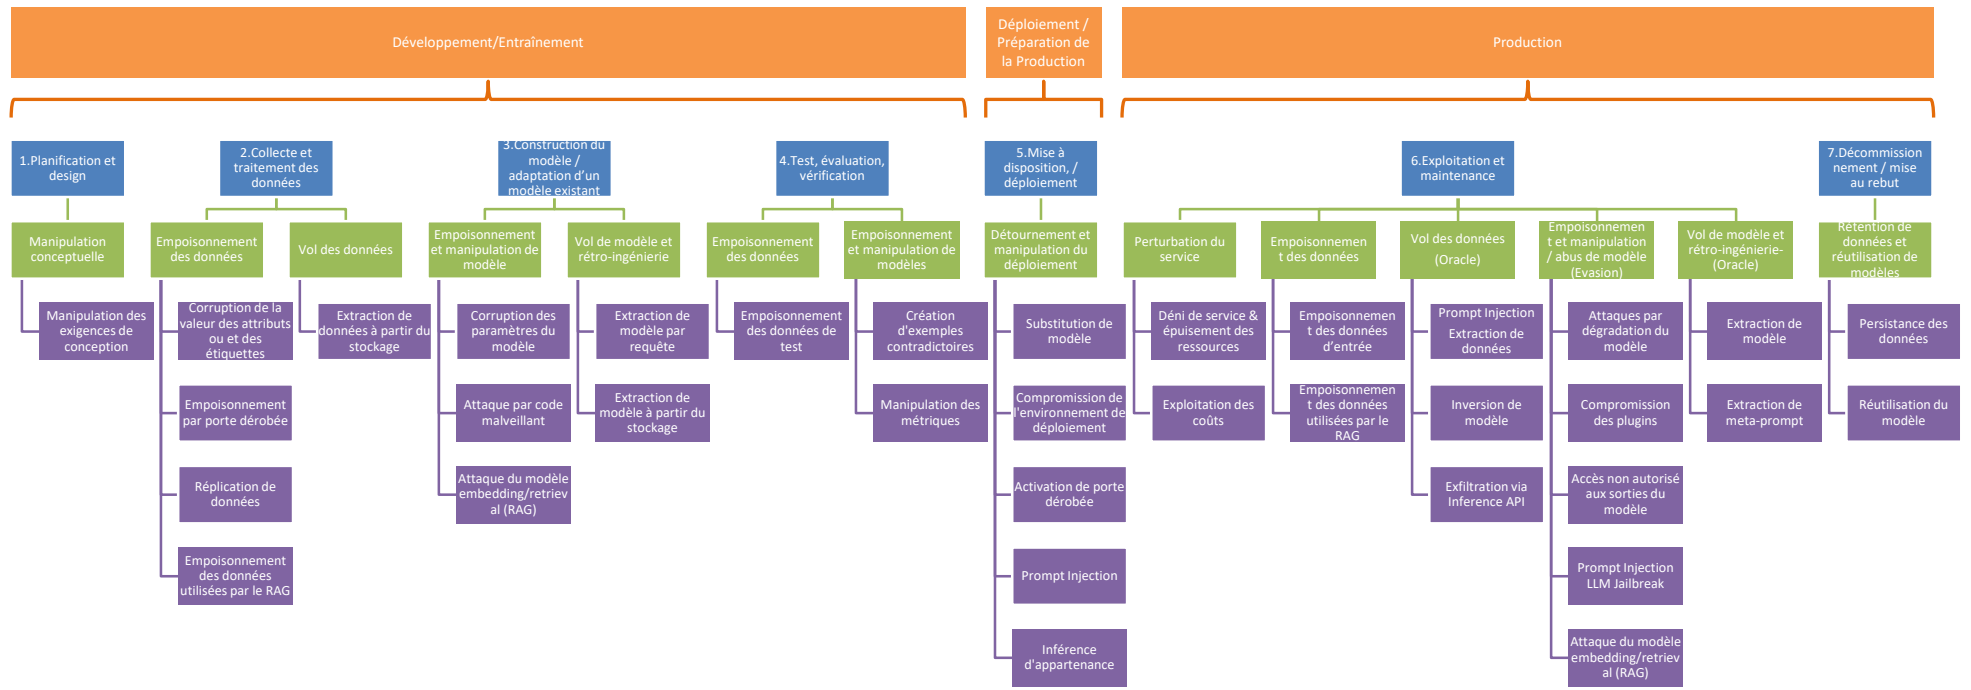 Développement/Entraînement
Déploiement /
Préparation de
la Production
Production
1.Planification et
design
2.Collecte et
traitement des
données
3.Construction du
modèle /
adaptation d’un
modèle existant
4.Test, évaluation,
vérification
5.Mise à
disposition, /
déploiement
6.Exploitation et
maintenance
7.Décommission
nement / mise
au rebut
Manipulation
conceptuelle
Empoisonnement
des données
Vol des données
Empoisonnement
et manipulation de
modèle
Vol de modèle et
rétro-ingénierie
Empoisonnement
des données
Empoisonnement
et manipulation de
modèles
Détournement et
manipulation du
déploiement
Perturbation du
service
Empoisonnemen
t des données
Vol des données
(Oracle)
Empoisonnemen
t et manipulation
/ abus de modèle
(Evasion)
Vol de modèle et
rétro-ingénierie-
(Oracle)
Rétention de
données et
réutilisation de
modèles
Manipulation des
exigences de
conception
Corruption de la
valeur des attributs
ou et des
étiquettes
Extraction de
données à partir du
stockage
Corruption des
paramètres du
modèle
Extraction de
modèle par
requête
Empoisonnement
des données de
test
Création
d'exemples
contradictoires
Substitution de
modèle
Déni de service &
épuisement des
ressources
Empoisonnemen
t des données
d’entrée
Prompt Injection
Extraction de
données
Attaques par
dégradation du
modèle
Extraction de
modèle
Persistance des
données
Empoisonnement
par porte dérobée
Attaque par code
malveillant
Extraction de
modèle à partir du
stockage
Manipulation des
métriques
Compromission de
l'environnement de
déploiement
Exploitation des
coûts
Empoisonnemen
t des données
utilisées par le
RAG
Inversion de
modèle
Compromission
des plugins
Extraction de
meta-prompt
Réutilisation du
modèle
Réplication de
données
Attaque du modèle
embedding/retriev
al (RAG)
Activation de porte
dérobée
Exfiltration via
Inference API
Accès non autorisé
aux sorties du
modèle
Empoisonnement
des données
utilisées par le RAG
Prompt Injection
Prompt Injection
LLM Jailbreak
Inférence
d'appartenance
Attaque du modèle
embedding/retriev
al (RAG)